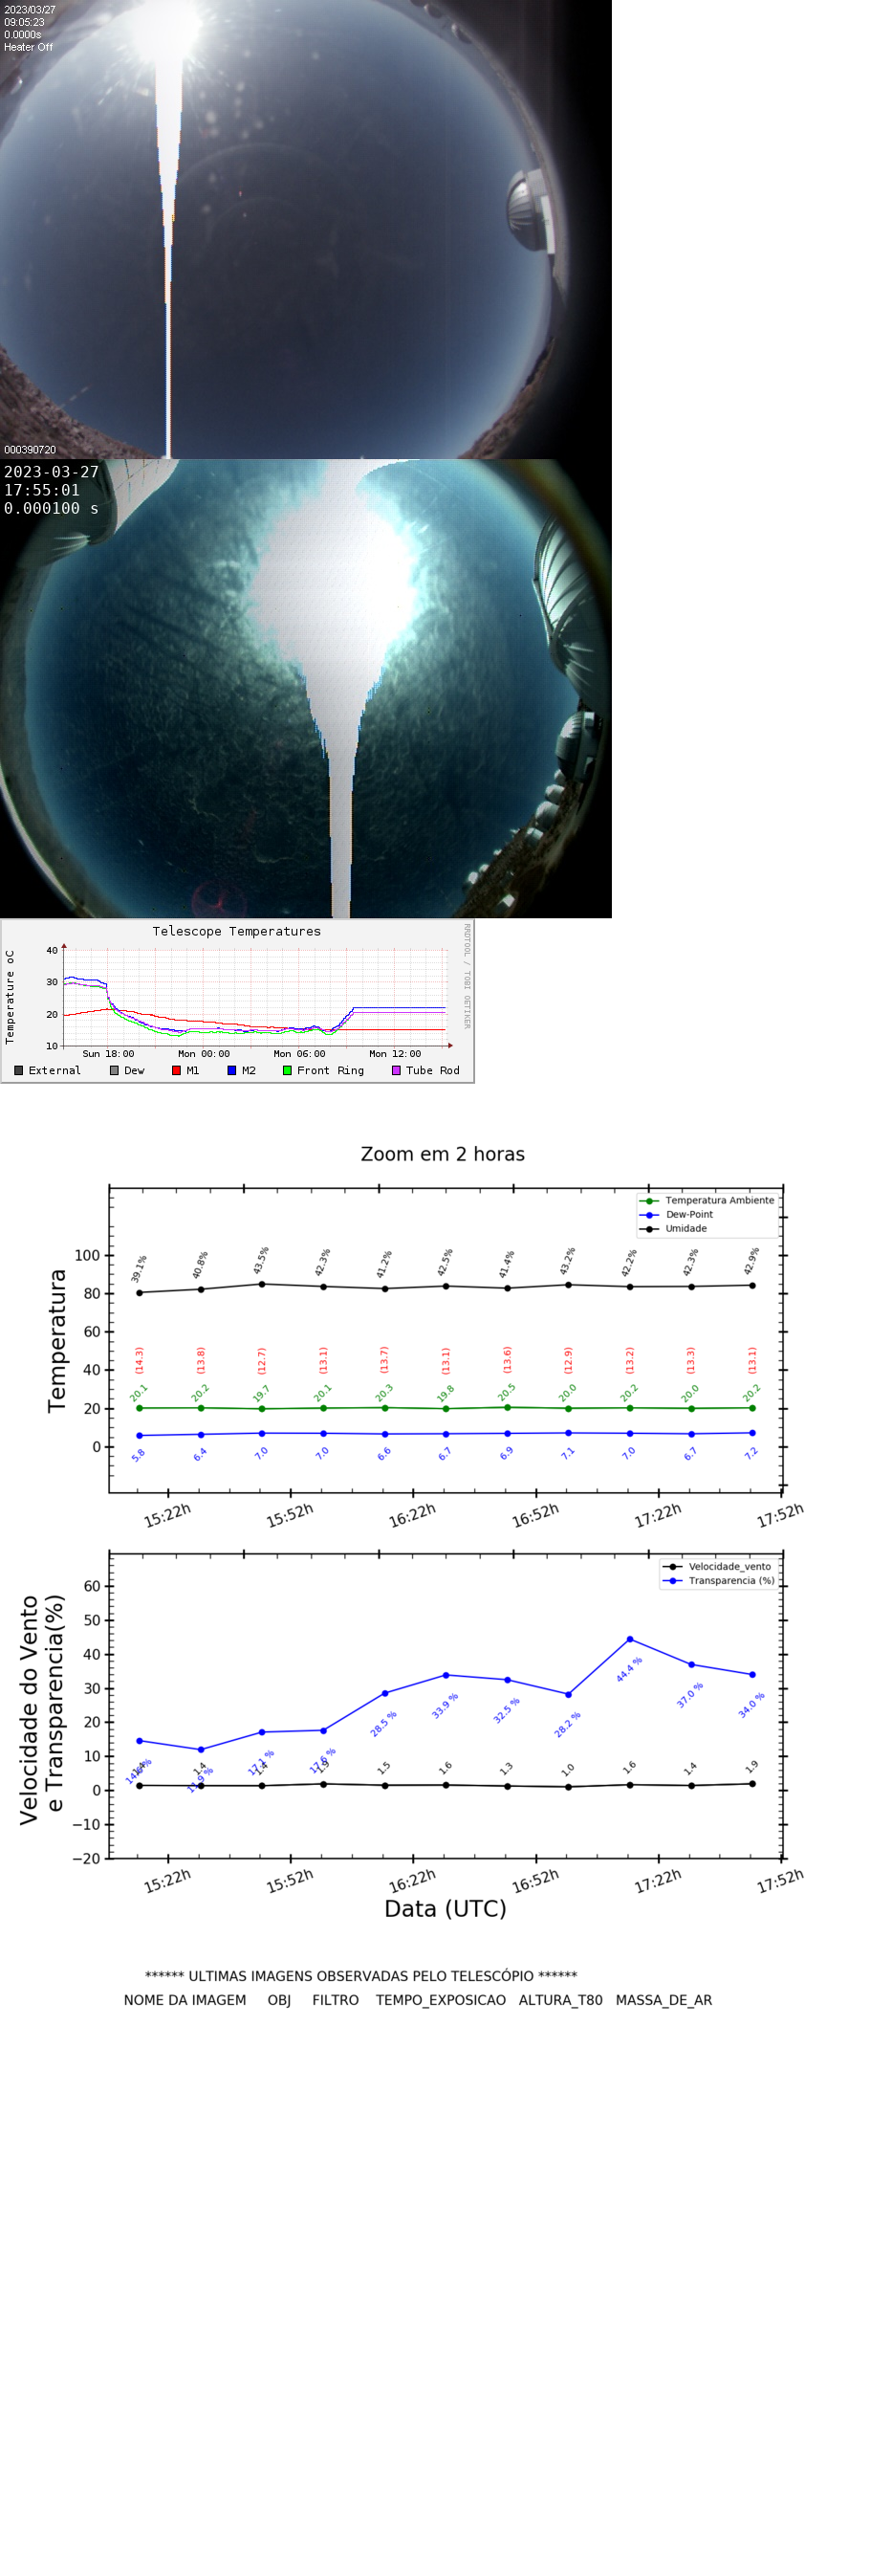 2023/03/27
09:05:23
0.0000s
Heater Off
000390720
2023-03-27
17:55:01
0.000100 s
Telescope Temperatures
RRDTOOL / TOBI OETIKER
Temperature oC
40
30
20
10
Sun 18:00 Mon 00:00 Mon 06:00 Mon 12:00
External Dew M1 M2 Front Ring Tube Rod
Zoom em 2 horas
Temperatura Ambiente
Dew-Point
Umidade
Temperatura
100
80
60
40
20
0
39.1% 40.8% 43.5% 42.3% 41.2% 42.5% 41.4% 43.2% 42.2% 42.3% 42.9%
(14.3) (13.8) (12.7) (13.1) (13.7) (13.1) (13.6) (12.9) (13.2) (13.3) (13.1)
20.1 20.2 19.7 20.1 20.3 19.8 20.5 20.0 20.2 20.0 20.2
5.8 6.4 7.0 7.0 6.6 6.7 6.9 7.1 7.0 6.7 7.2
15:22h 15:52h 16:22h 16:52h 17:22h 17:52h
Velocidade_vento
Transparencia (%)
Velocidade do Vento
e Transparencia(%)
60
50
40
30
20
10
0
−10
−20
17.1 % 17.6 % 28.5 % 33.9 % 32.5 % 28.2 % 44.4 % 37.0 % 34.0 %
1.4 1.4 1.5 1.6 1.3 1.0 1.6 1.4 1.9
15:22h 15:52h 16:22h 16:52h 17:22h 17:52h
Data (UTC)
****** ULTIMAS IMAGENS OBSERVADAS PELO TELESCÓPIO ******
NOME DA IMAGEM OBJ FILTRO TEMPO_EXPOSICAO ALTURA_T80 MASSA_DE_AR